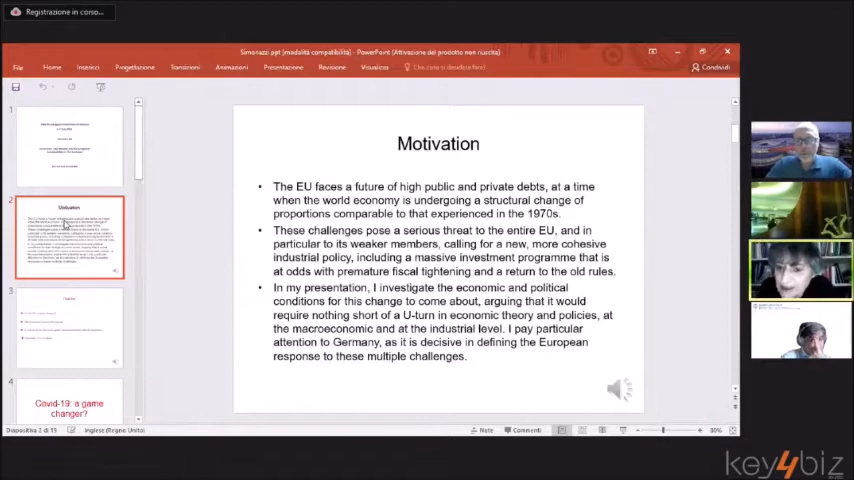 Registrazione in corso...
Simonazzi.ppt [modalità compatibilità] - PowerPoint (Attivazione del prodotto non riuscita)
File Home Inserisci Progettazione Transizioni Animazioni Presentazione Revisione Visualizza Che cosa si desidera fare? Condividi
1
2
Motivation
3
4
Covid-19: a game
changer?
Motivation
• The EU faces a future of high public and private debts, at a time
when the world economy is undergoing a structural change of
proportions comparable to that experienced in the 1970s.
• These challenges pose a serious threat to the entire EU, and in
particular to its weaker members, calling for a new, more cohesive
industrial policy, including a massive investment programme that is
at odds with premature fiscal tightening and a return to the old rules.
• In my presentation, I investigate the economic and political
conditions for this change to come about, arguing that it would
require nothing short of a U-turn in economic theory and policies, at
the macroeconomic and at the industrial level. I pay particular
attention to Germany, as it is decisive in defining the European
response to these multiple challenges.
Diapositiva 2 di 13 Inglese (Regno Unito) Note Commenti 80%
key4biz